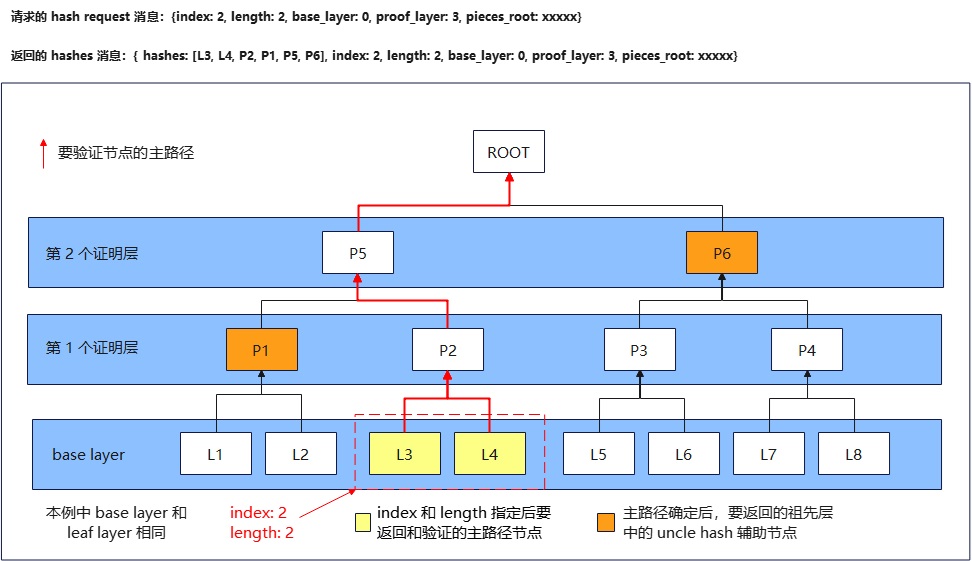 请求的 hash request 消息：{index: 2, length: 2, base_layer: 0, proof_layer: 3, pieces_root: xxxxx}
返回的 hashes 消息：{ hashes: [L3, L4, P2, P1, P5, P6], index: 2, length: 2, base_layer: 0, proof_layer: 3, pieces_root: xxxxx}
要验证节点的主路径
ROOT
第 2 个证明层
P5
P6
第 1 个证明层
P1
P2
P3
P4
base layer
L1
L2
L3
L4
L5
L6
L7
L8
本例中 base layer 和
leaf layer 相同
index: 2
length: 2
index 和 length 指定后要
返回和验证的主路径节点
主路径确定后，要返回的祖先层
中的 uncle hash 辅助节点